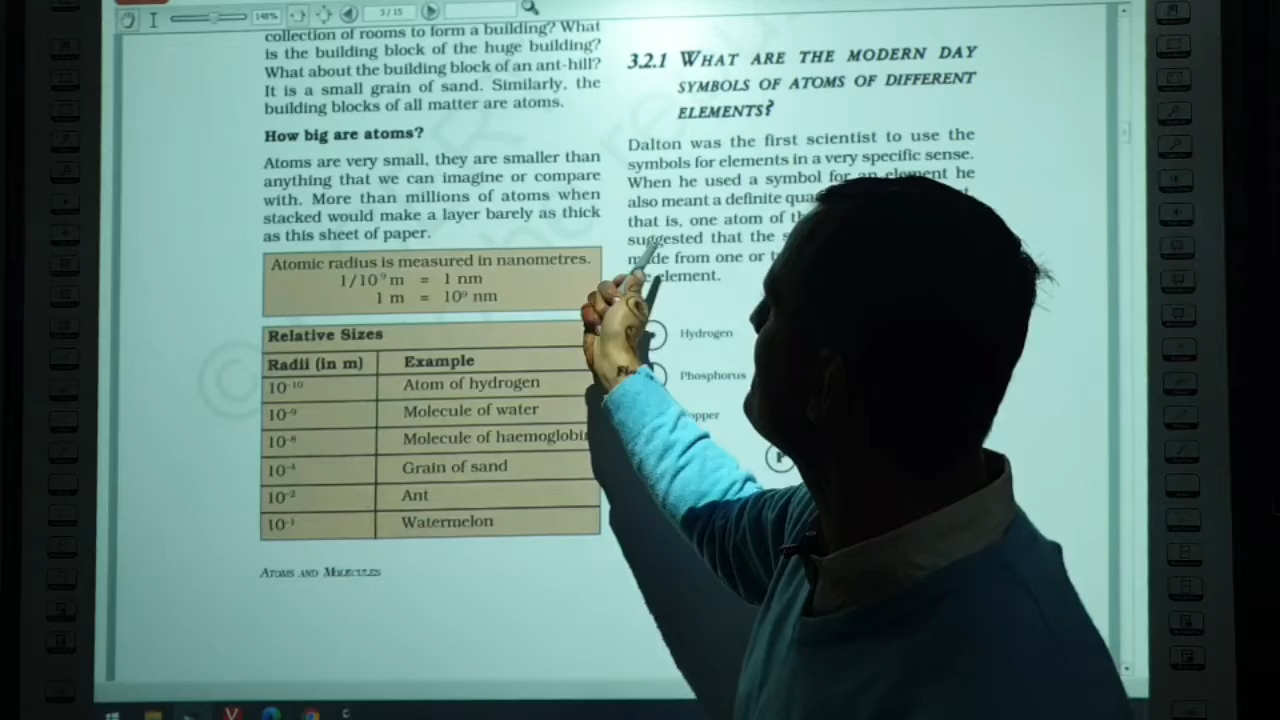 148%
3 / 15
collection of rooms to form a building? What
is the building block of the huge building?
What about the building block of an ant-hill?
It is a small grain of sand. Similarly, the
building blocks of all matter are atoms.
How big are atoms?
Atoms are very small, they are smaller than
anything that we can imagine or compare
with. More than millions of atoms when
stacked would make a layer barely as thick
as this sheet of paper.
Atomic radius is measured in nanometres.
1/10⁹ m = 1 nm
1 m = 10⁹ nm
Relative Sizes
Radii (in m) Example
10⁻¹⁰ Atom of hydrogen
10⁻⁹ Molecule of water
10⁻⁸ Molecule of haemoglobin
10⁻⁴ Grain of sand
10⁻² Ant
10⁻¹ Watermelon
ATOMS AND MOLECULES
3.2.1 WHAT ARE THE MODERN DAY
SYMBOLS OF ATOMS OF DIFFERENT
ELEMENTS?
Dalton was the first scientist to use the
symbols for elements in a very specific sense.
When he used a symbol for an element he
also meant a definite
that is, one atom of
suggested that the
made from one or
element.
Hydrogen
Phosphorus